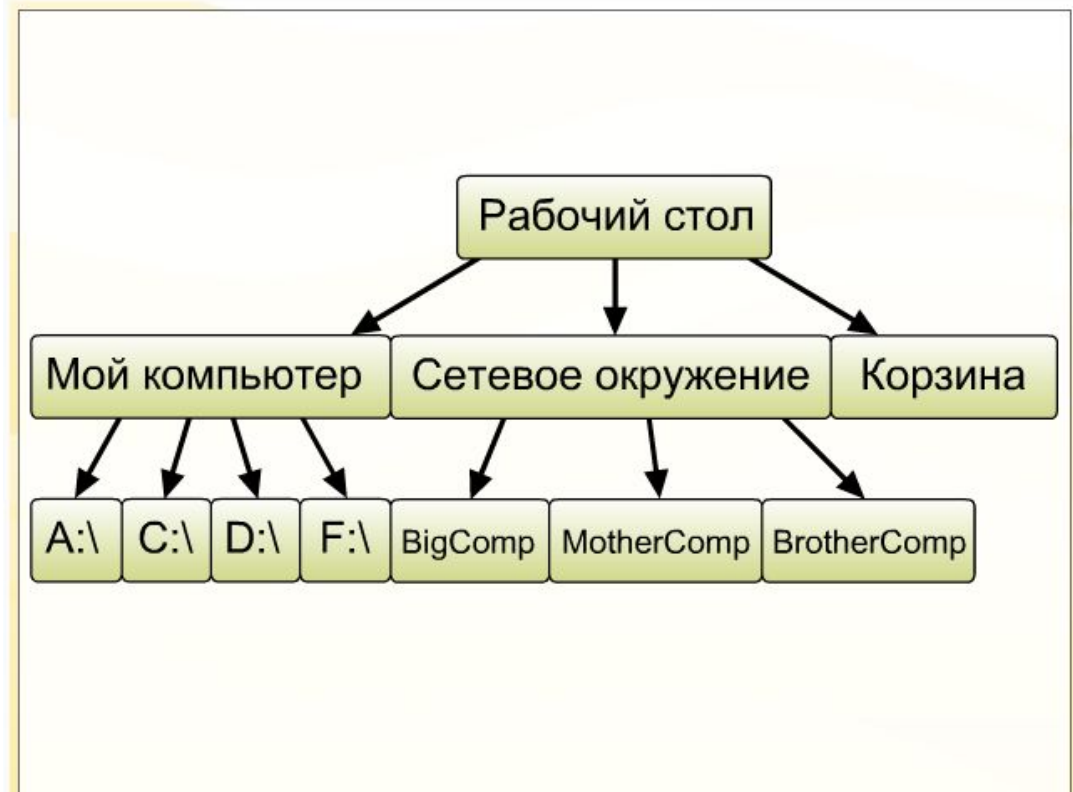 Рабочий стол
Мой компьютер Сетевое окружение Корзина
A:\ C:\ D:\ F:\ BigComp MotherComp BrotherComp